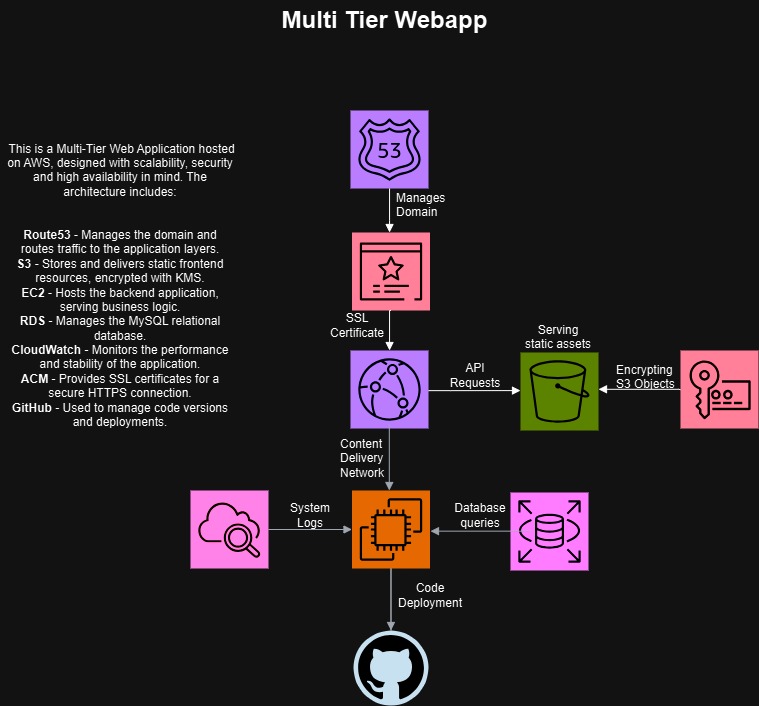 Multi Tier Webapp
This is a Multi-Tier Web Application hosted
on AWS, designed with scalability, security
and high availability in mind. The
architecture includes:
Route53 - Manages the domain and
routes traffic to the application layers.
S3 - Stores and delivers static frontend
resources, encrypted with KMS.
EC2 - Hosts the backend application,
serving business logic.
RDS - Manages the MySQL relational
database.
CloudWatch - Monitors the performance
and stability of the application.
ACM - Provides SSL certificates for a
secure HTTPS connection.
GitHub - Used to manage code versions
and deployments.
53
Manages
Domain
SSL
Certificate
Serving
static assets
API
Requests
Encrypting
S3 Objects
Content
Delivery
Network
System
Logs
Database
queries
Code
Deployment